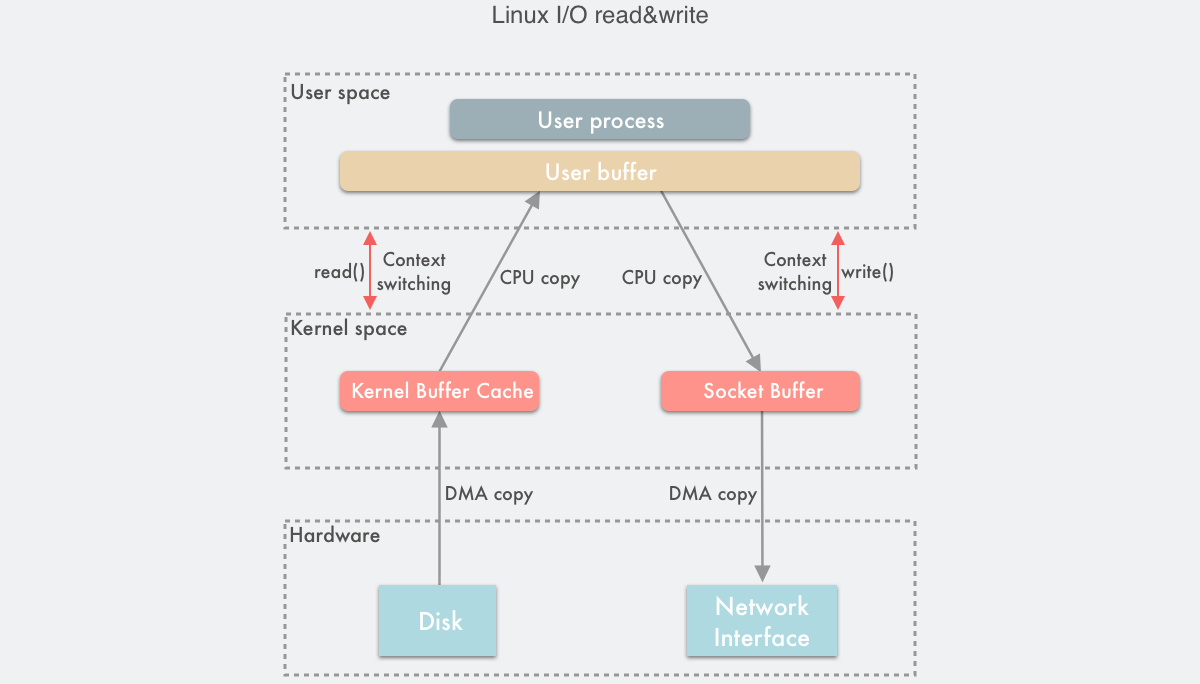 Linux I/O read&write
User space
User process
User buffer
read()
Context
switching
CPU copy
CPU copy
Context
switching
write()
Kernel space
Kernel Buffer Cache
Socket Buffer
DMA copy
DMA copy
Hardware
Disk
Network
Interface